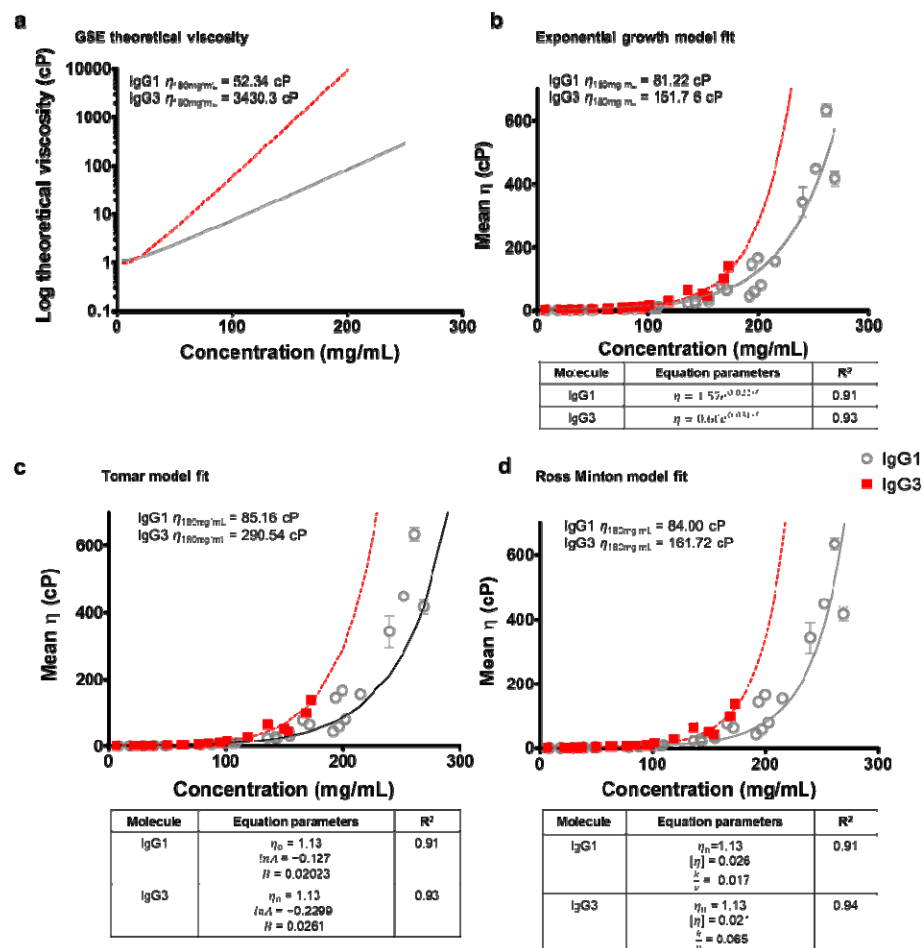 a
GSE theoretical viscosity
Log theoretical viscosity (cP)
10000
1000
100
10
1
0.1
0
100
200
300
IgG1 = 52.34 cP
IgG3 = 3430.3 cP
Concentration (mg/mL)
b
Exponential growth model fit
Mean η (cP)
600
400
200
0
0
100
200
300
IgG1 = 81.22 cP
IgG3 = 151.76 cP
Concentration (mg/mL)
Molecule Equation parameters R²
IgG1 0.91
IgG3 0.93
IgG1
IgG3
c
Tomar model fit
Mean η (cP)
600
400
200
0
0
100
200
300
IgG1 η180mg/mL = 85.16 cP
IgG3 η180mg/mL = 290.54 cP
Concentration (mg/mL)
Molecule Equation parameters R²
IgG1 η₀ = 1.13 0.91
lnA = −0.127
B = 0.02023
IgG3 η₀ = 1.13 0.93
lnA = −0.2299
B = 0.0261
d
Ross Minton model fit
Mean η (cP)
600
400
200
0
0
100
200
300
IgG1 η180mg mL = 84.00 cP
IgG3 η180mg mL = 161.72 cP
Concentration (mg/mL)
Molecule Equation parameters R²
IgG1 η₀=1.13 0.91
[η] = 0.026
= 0.017
IgG3 η₀ = 1.13 0.94
[η] =
= 0.065